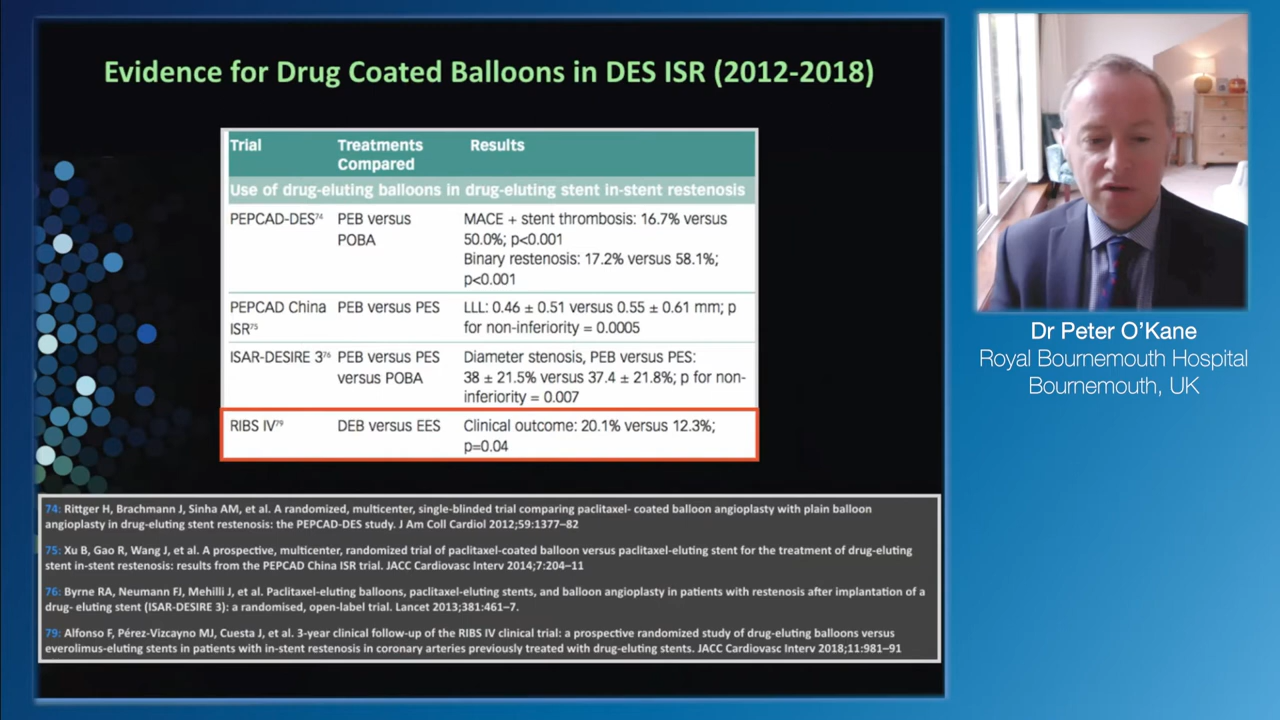 Evidence for Drug Coated Balloons in DES ISR (2012-2018)
Trial Treatments Compared Results
Use of drug-eluting balloons in drug-eluting stent in-stent restenosis
PEPCAD-DES⁷⁴ PEB versus POBA MACE + stent thrombosis: 16.7% versus
50.0%; p<0.001
Binary restenosis: 17.2% versus 58.1%;
p<0.001
PEPCAD China ISR⁷⁵ PEB versus PES LLL: 0.46 ± 0.51 versus 0.55 ± 0.61 mm; p
for non-inferiority = 0.0005
ISAR-DESIRE 3⁷⁶ PEB versus PES versus POBA Diameter stenosis, PEB versus PES:
38 ± 21.5% versus 37.4 ± 21.8%; p for non-
inferiority = 0.007
RIBS IV⁷⁹ DEB versus EES Clinical outcome: 20.1% versus 12.3%;
p=0.04
74: Rittger H, Brachmann J, Sinha AM, et al. A randomized, multicenter, single-blinded trial comparing paclitaxel- coated balloon angioplasty with plain balloon
angioplasty in drug-eluting stent restenosis: the PEPCAD-DES study. J Am Coll Cardiol 2012;59:1377–82
75: Xu B, Gao R, Wang J, et al. A prospective, multicenter, randomized trial of paclitaxel-coated balloon versus paclitaxel-eluting stent for the treatment of drug-eluting
stent in-stent restenosis: results from the PEPCAD China ISR trial. JACC Cardiovasc Interv 2014;7:204–11
76: Byrne RA, Neumann FJ, Mehilli J, et al. Paclitaxel-eluting balloons, paclitaxel-eluting stents, and balloon angioplasty in patients with restenosis after implantation of a
drug- eluting stent (ISAR-DESIRE 3): a randomised, open-label trial. Lancet 2013;381:461–7.
79: Alfonso F, Pérez-Vizcayno MJ, Cuesta J, et al. 3-year clinical follow-up of the RIBS IV clinical trial: a prospective randomized study of drug-eluting balloons versus
everolimus-eluting stents in patients with in-stent restenosis in coronary arteries previously treated with drug-eluting stents. JACC Cardiovasc Interv 2018;11:981–91
Dr Peter O'Kane
Royal Bournemouth Hospital
Bournemouth, UK